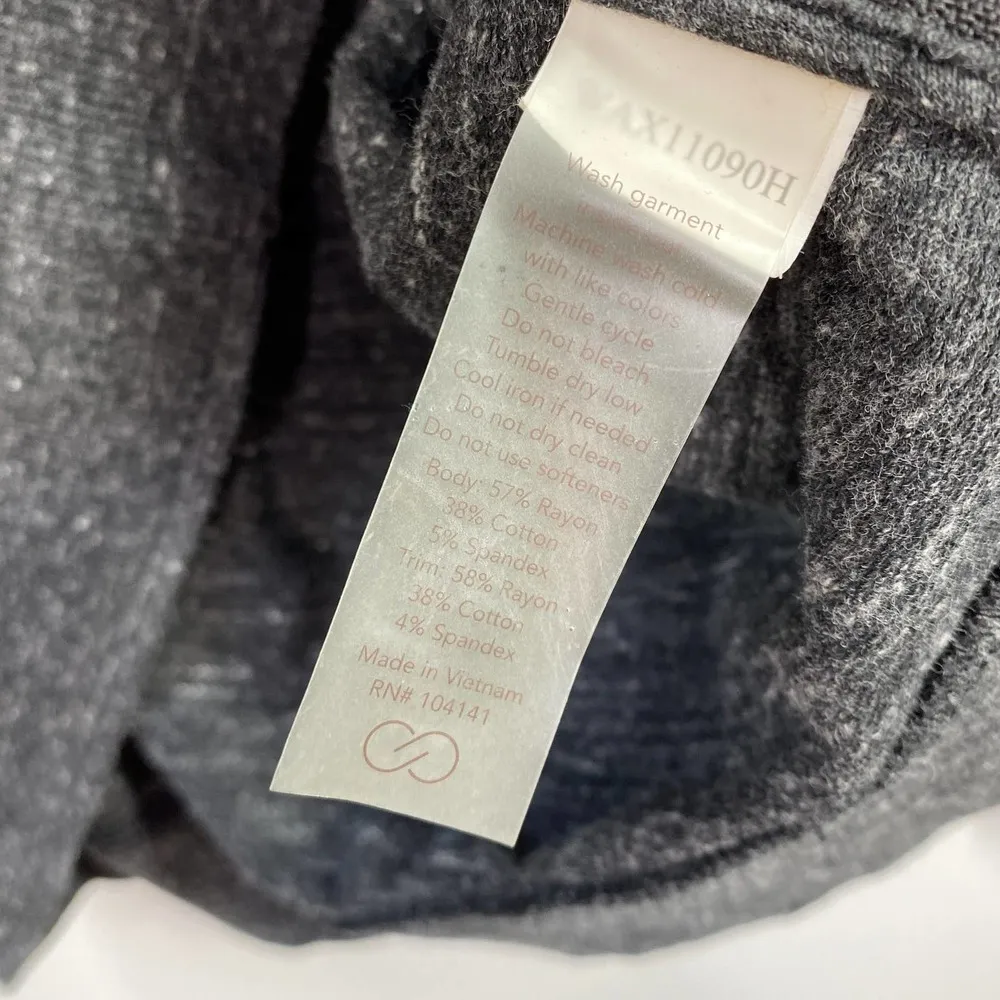 AX11090H
Wash garment
Machine wash cold
with like colors
Gentle cycle
Do not bleach
Tumble dry low
Cool iron if needed
Do not dry clean
Do not use softeners
Body: 57% Rayon
38% Cotton
5% Spandex
Trim: 58% Rayon
38% Cotton
4% Spandex
Made in Vietnam
RN# 104141